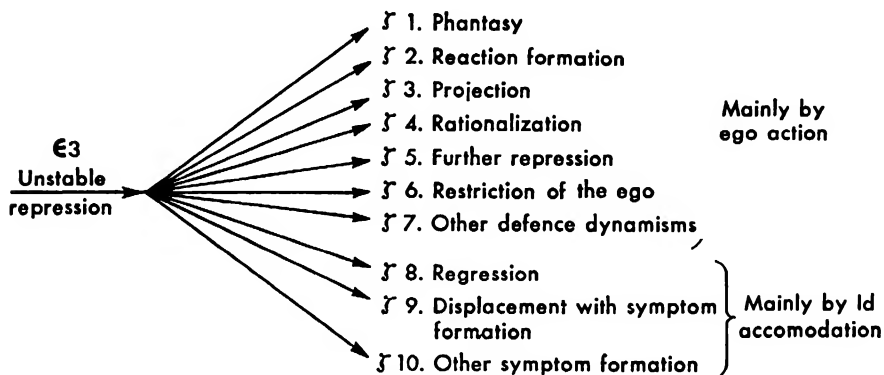 ζ 1. Phantasy
ζ 2. Reaction formation
ζ 3. Projection
ζ 4. Rationalization
ζ 5. Further repression
ζ 6. Restriction of the ego
ζ 7. Other defence dynamisms
Mainly by
ego action
ϵ3
Unstable
repression
ζ 8. Regression
ζ 9. Displacement with symptom
formation
ζ 10. Other symptom formation
Mainly by Id
accomodation